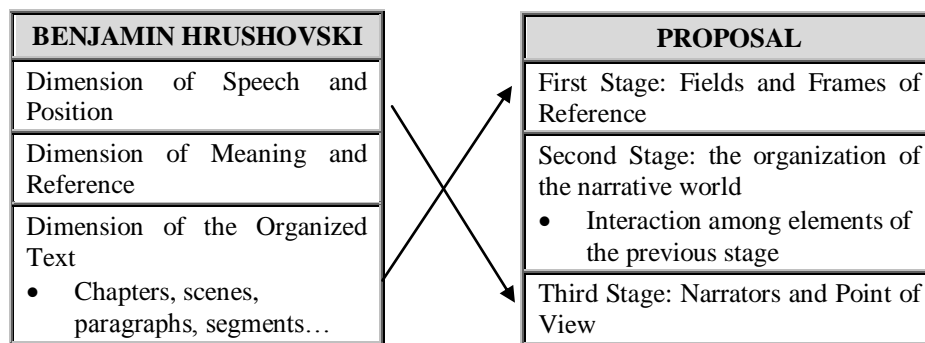 BENJAMIN HRUSHOVSKI
Dimension of Speech and
Position
Dimension of Meaning and
Reference
Dimension of the Organized
Text
• Chapters, scenes,
paragraphs, segments…
PROPOSAL
First Stage: Fields and Frames of
Reference
Second Stage: the organization of
the narrative world
• Interaction among elements of
the previous stage
Third Stage: Narrators and Point of
View